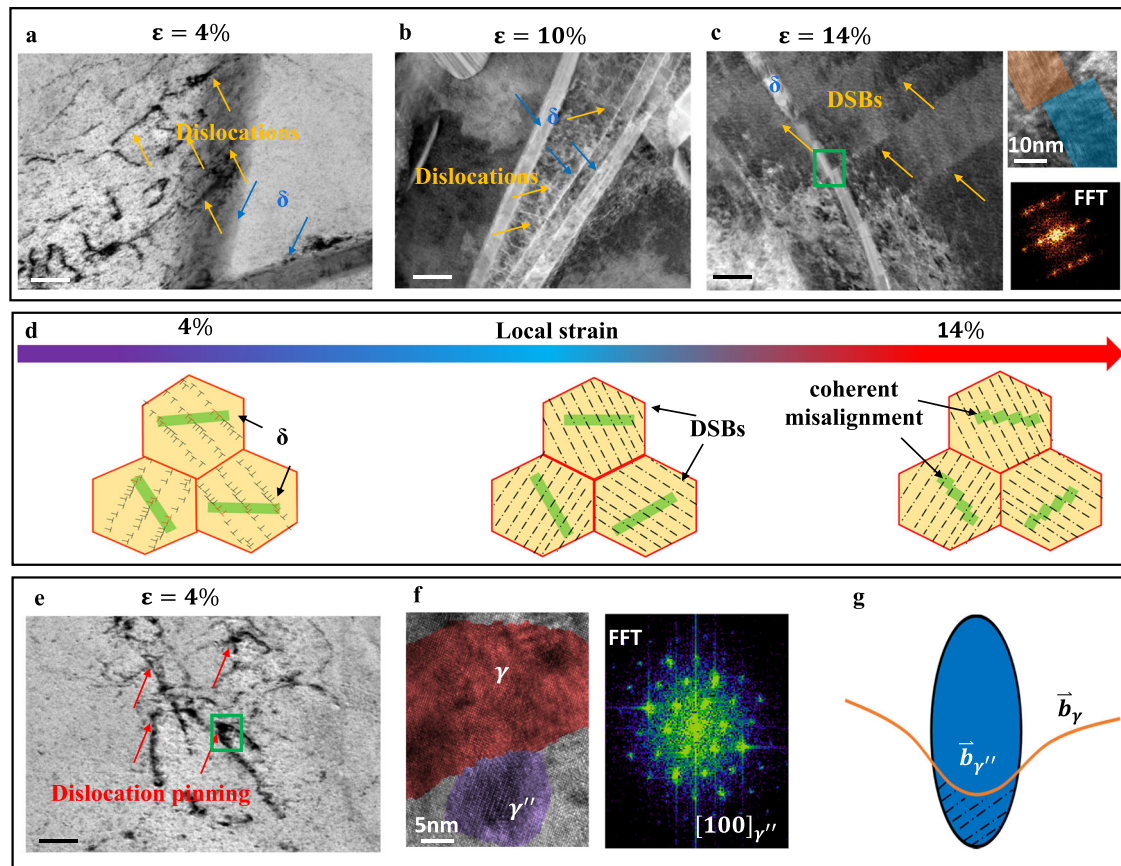 a
ε = 4%
Dislocations
δ
b
ε = 10%
δ
Dislocations
c
ε = 14%
δ
DSBs
10nm
FFT
d
4%
Local strain
14%
δ
DSBs
coherent
misalignment
e
ε = 4%
Dislocation pinning
f
γ
γ''
5nm
FFT
[100]γ''
g
b⃗γ
b⃗γ''